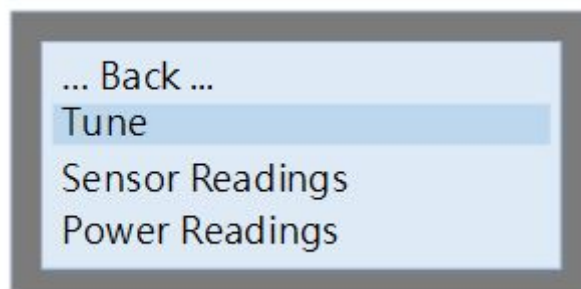 ... Back ...
Tune
Sensor Readings
Power Readings